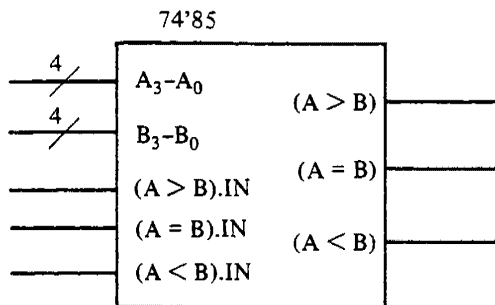 74'85
4
A₃–A₀
(A > B)
4
B₃–B₀
(A = B)
(A > B).IN
(A = B).IN
(A < B)
(A < B).IN